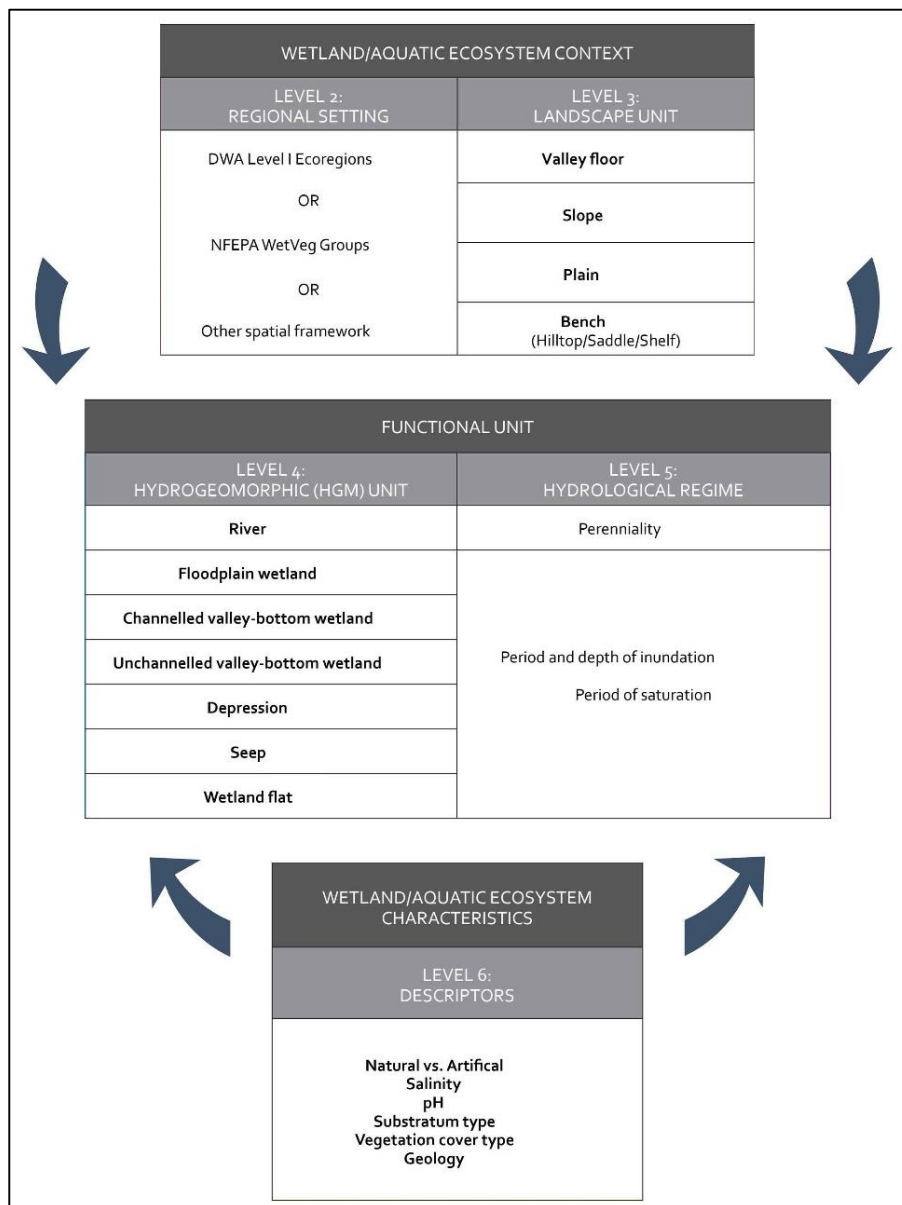 WETLAND/AQUATIC ECOSYSTEM CONTEXT
LEVEL 2:
REGIONAL SETTING
LEVEL 3:
LANDSCAPE UNIT
DWA Level I Ecoregions
OR
NFEPA WetVeg Groups
OR
Other spatial framework
Valley floor
Slope
Plain
Bench
(Hilltop/Saddle/Shelf)
FUNCTIONAL UNIT
LEVEL 4:
HYDROGEOMORPHIC (HGM) UNIT
LEVEL 5:
HYDROLOGICAL REGIME
River
Perenniality
Floodplain wetland
Channelled valley-bottom wetland
Unchannelled valley-bottom wetland
Depression
Seep
Wetland flat
Period and depth of inundation
Period of saturation
WETLAND/AQUATIC ECOSYSTEM
CHARACTERISTICS
LEVEL 6:
DESCRIPTORS
Natural vs. Artifical
Salinity
pH
Substratum type
Vegetation cover type
Geology